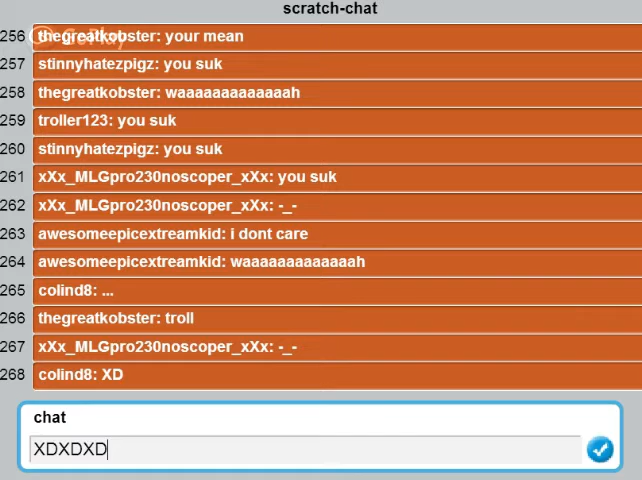 scratch-chat
GoPlay
256 thegreatkobster: your mean
257 stinnyhatezpigz: you suk
258 thegreatkobster: waaaaaaaaaaaaah
259 troller123: you suk
260 stinnyhatezpigz: you suk
261 xXx_MLGpro230noscoper_xXx: you suk
262 xXx_MLGpro230noscoper_xXx: -_-
263 awesomeepicextreamkid: i dont care
264 awesomeepicextreamkid: waaaaaaaaaaaaah
265 colind8: ...
266 thegreatkobster: troll
267 xXx_MLGpro230noscoper_xXx: -_-
268 colind8: XD
chat
XDXDXD